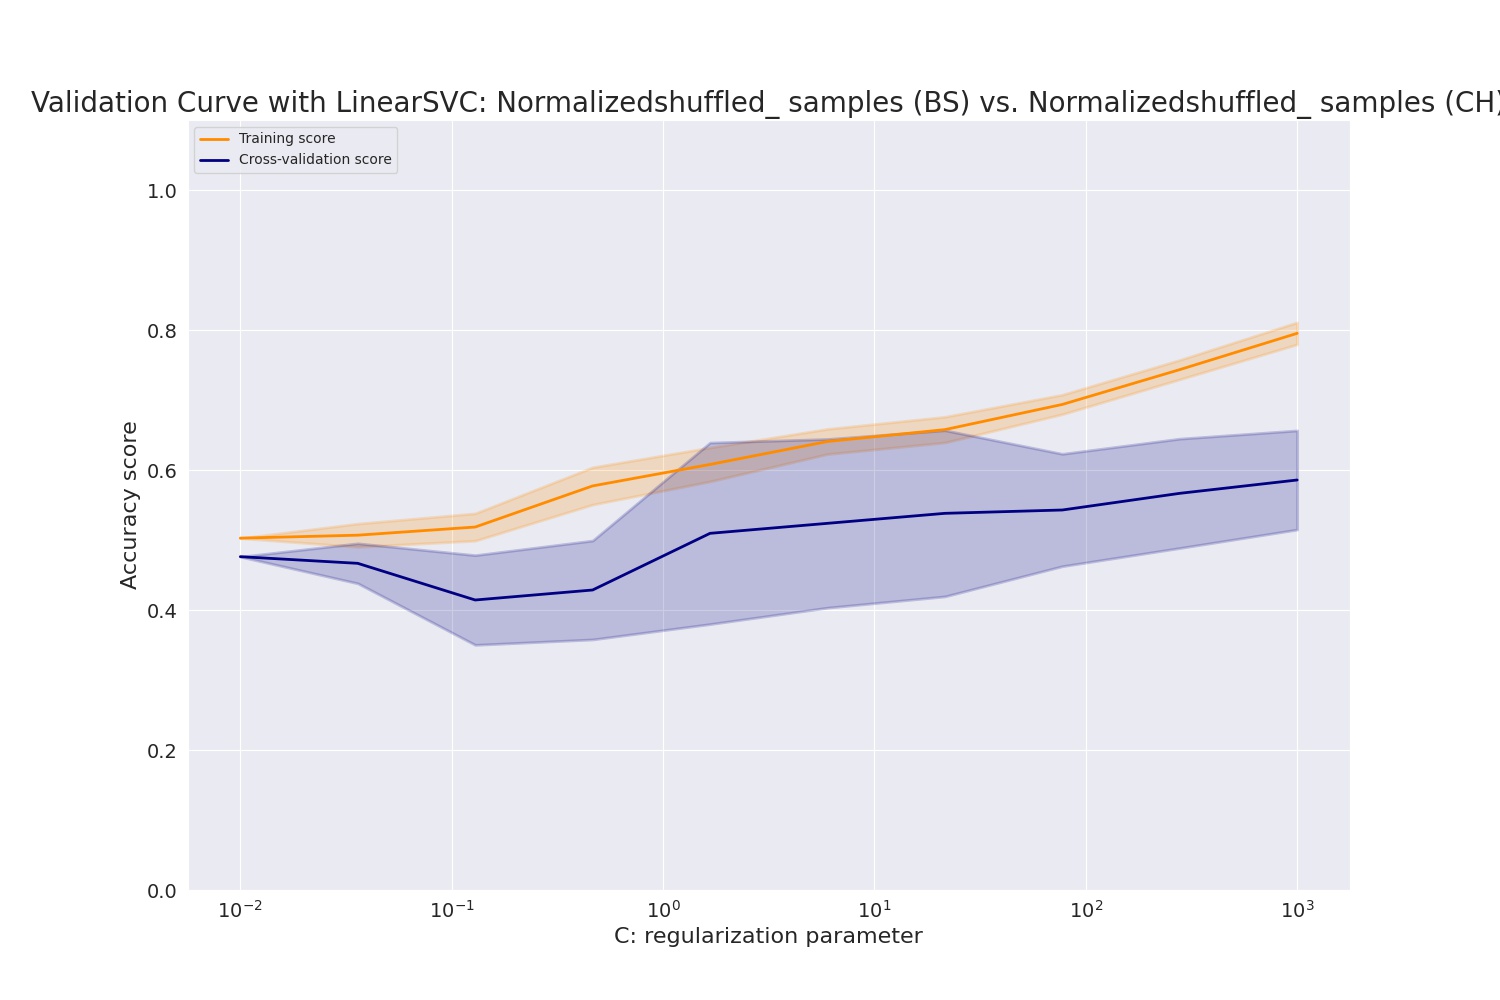 Validation Curve with LinearSVC: Normalizedshuffled_ samples (BS) vs. Normalizedshuffled_ samples (CH)
Training score
Cross-validation score
1.0
0.8
0.6
0.4
0.2
0.0
Accuracy score
10⁻² 10⁻¹ 10⁰ 10¹ 10² 10³
C: regularization parameter